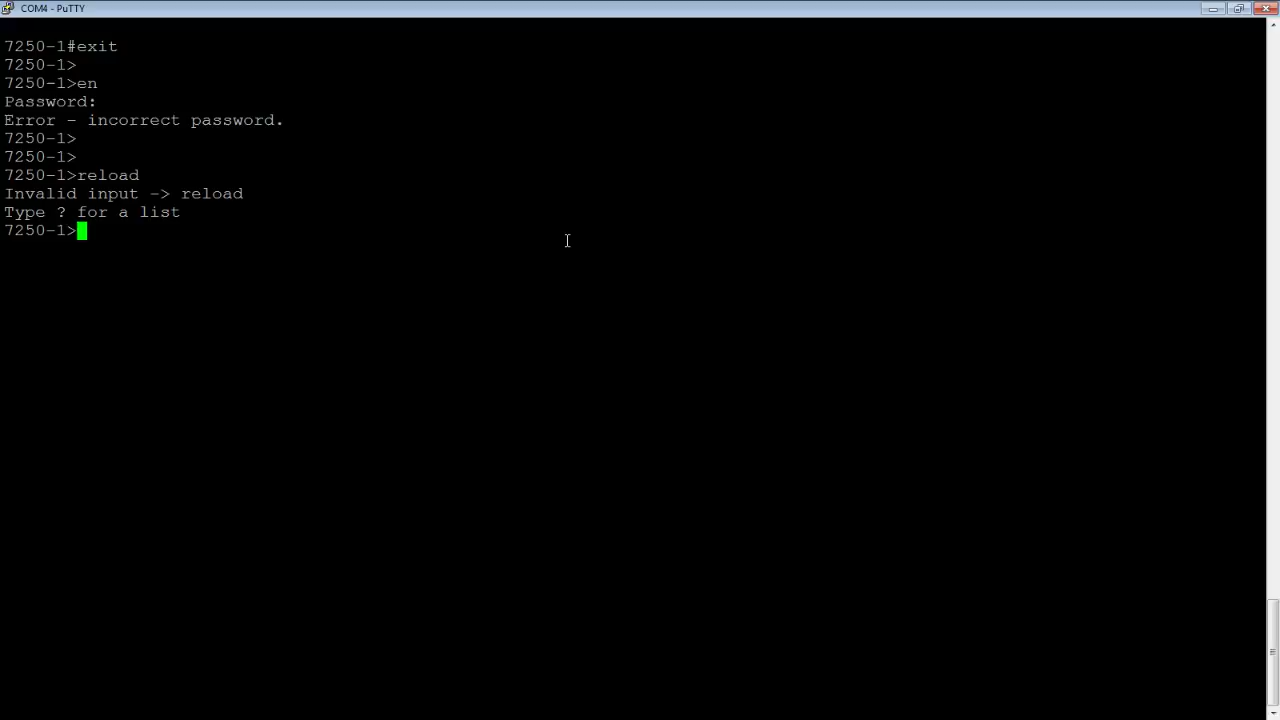 COM4 - PuTTY
7250-1#exit
7250-1>
7250-1>en
Password:
Error - incorrect password.
7250-1>
7250-1>
7250-1>reload
Invalid input -> reload
Type ? for a list
7250-1>